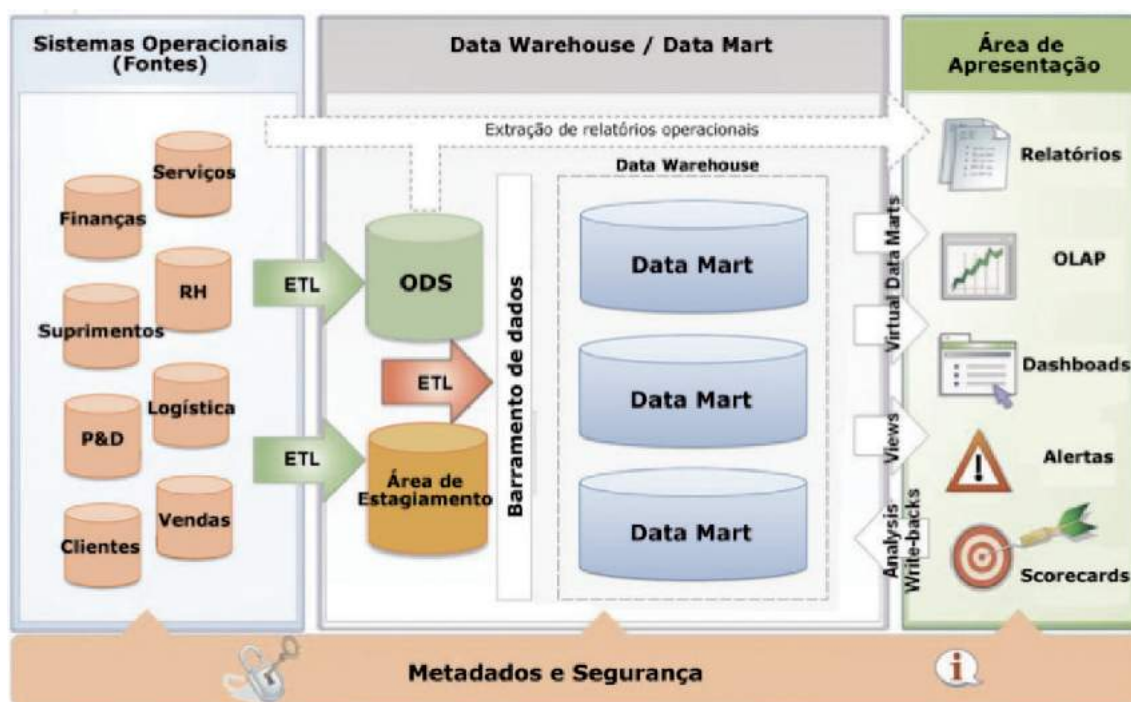 Sistemas Operacionais
(Fontes)
Data Warehouse / Data Mart
Área de
Apresentação
Extração de relatórios operacionais
Data Warehouse
Serviços
Finanças
RH
Suprimentos
Logística
P&D
Vendas
Clientes
ETL
ETL
ODS
ETL
Área de
Estagiamento
Barramento de dados
Data Mart
Data Mart
Data Mart
Virtual Data Marts
Views
Analysis
Write-backs
Relatórios
OLAP
Dashboads
Alertas
Scorecards
Metadados e Segurança